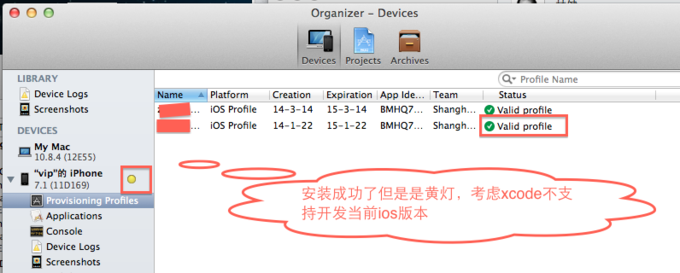 Organizer – Devices
Devices
Projects
Archives
Profile Name
LIBRARY
Device Logs
Screenshots
DEVICES
My Mac
10.8.4 (12E55)
“vip”的 iPhone
7.1 (11D169)
Provisioning Profiles
Applications
Console
Device Logs
Screenshots
Name Platform Creation Expiration App Ide... Team Status
... iOS Profile 14-3-14 15-3-14 BMHQ7... Shangh... Valid profile
... iOS Profile 14-1-22 15-1-22 BMHQ7... Shangh... Valid profile
安装成功了但是是黄灯，考虑xcode不支
持开发当前ios版本